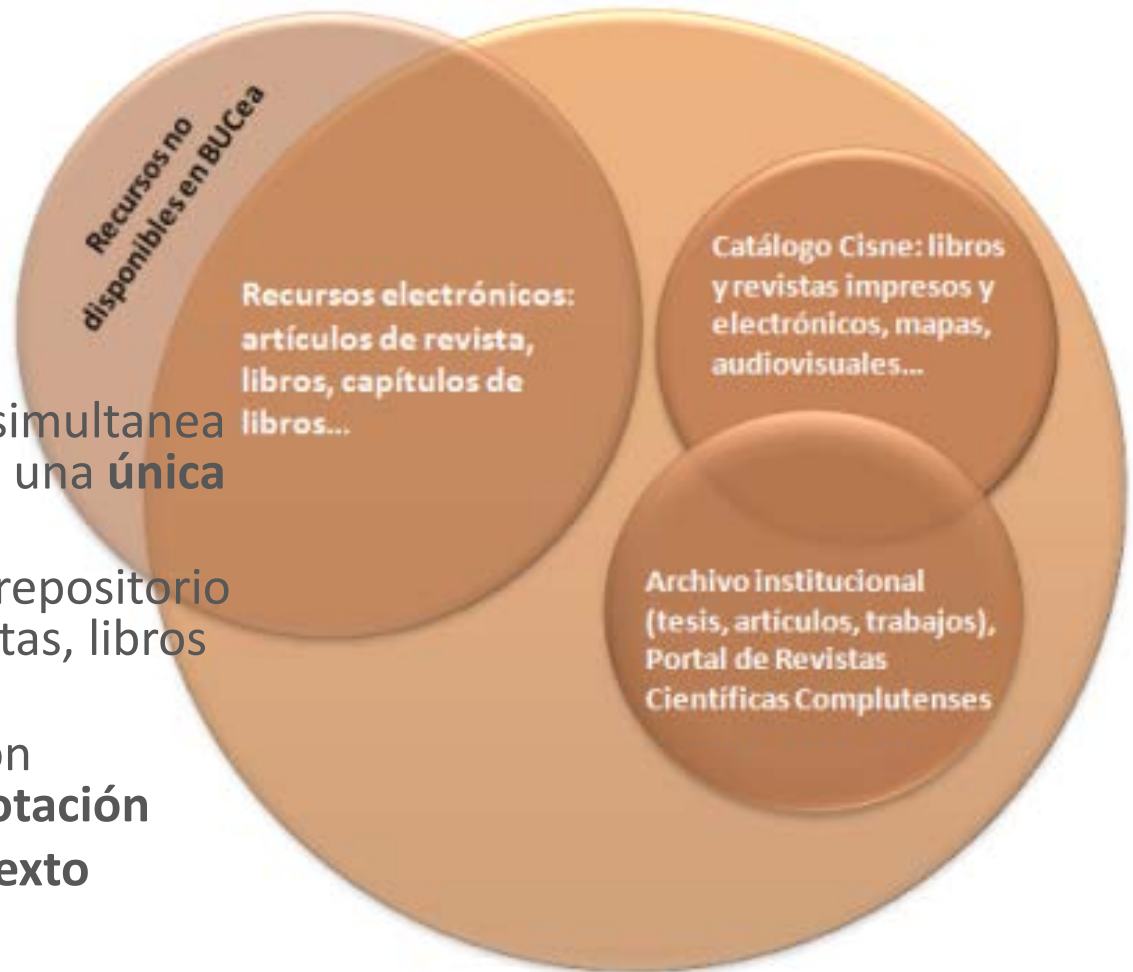 Recursos no
disponibles en BUCea
Recursos electrónicos:
artículos de revista,
libros, capítulos de
libros...
Catálogo Cisne: libros
y revistas impresos y
electrónicos, mapas,
audiovisuales...
Archivo institucional
(tesis, artículos, trabajos),
Portal de Revistas
Científicas Complutenses
simultanea
una única
repositorio
tas, libros
ón
otación
exto